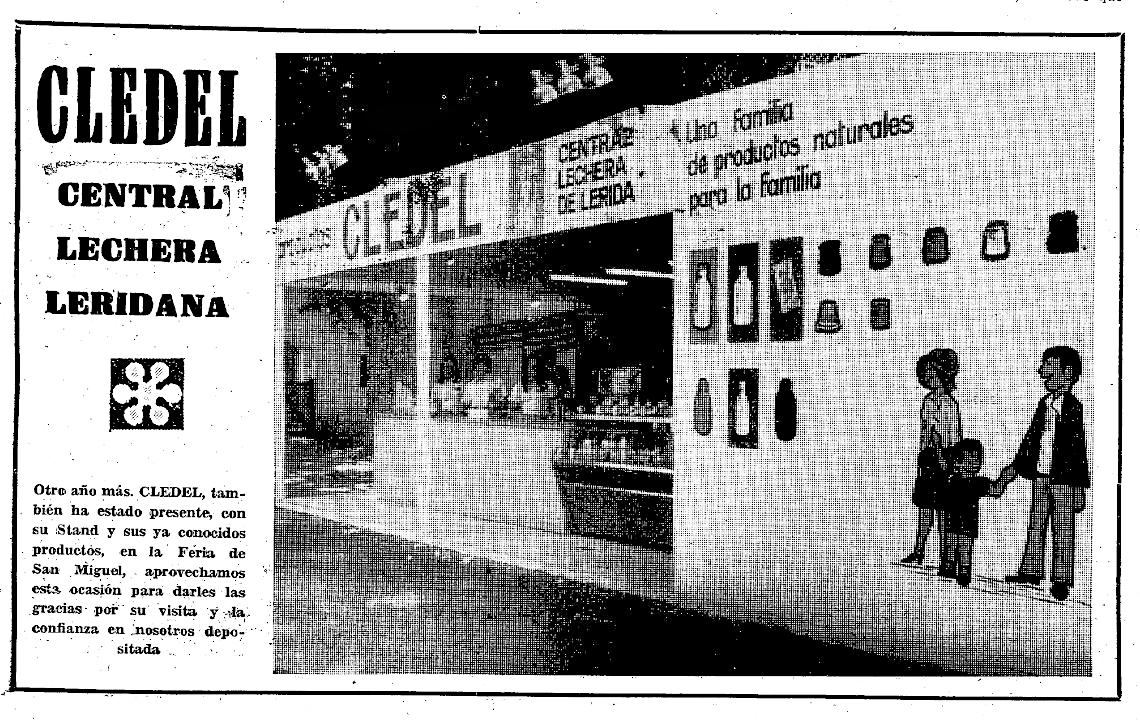 que
CLEDEL
CENTRAL
LECHERA
LERIDANA
Otro año más. CLEDEL, tam-
bién ha estado presente, con
su Stand y sus ya conocidos
productos, en la Feria de
San Miguel, aprovechamos
esta ocasión para darles las
gracias por su visita y la
confianza en nosotros depo-
sitada
productos CLEDEL
CENTRAL
LECHERA
DE LERIDA
Una familia
de productos naturales
para la familia